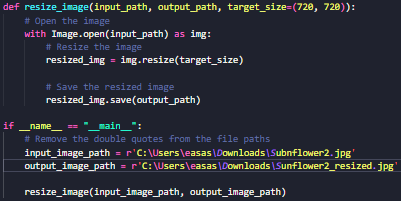 def resize_image(input_path, output_path, target_size=(720, 720)):
    # Open the image
    with Image.open(input_path) as img:
        # Resize the image
        resized_img = img.resize(target_size)

        # Save the resized image
        resized_img.save(output_path)

if __name__ == "__main__":
    # Remove the double quotes from the file paths
    input_image_path = r'C:\Users\easas\Downloads\Subnflower2.jpg'
    output_image_path = r'C:\Users\easas\Downloads\Sunflower2_resized.jpg'

    resize_image(input_image_path, output_image_path)